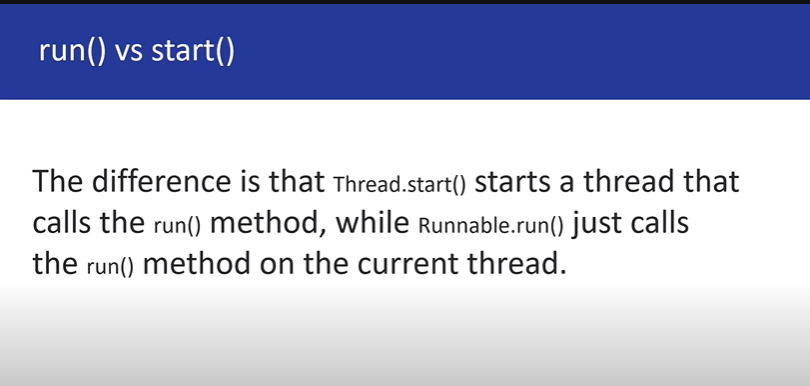 run() vs start()
The difference is that Thread.start() starts a thread that
calls the run() method, while Runnable.run() just calls
the run() method on the current thread.